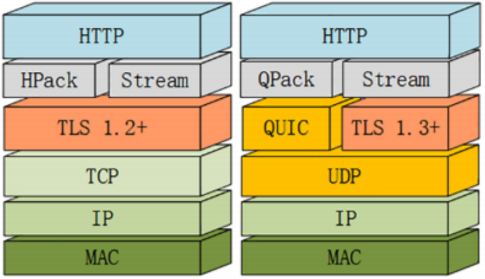 HTTP
HPack Stream
TLS 1.2+
TCP
IP
MAC
HTTP
QPack Stream
QUIC TLS 1.3+
UDP
IP
MAC